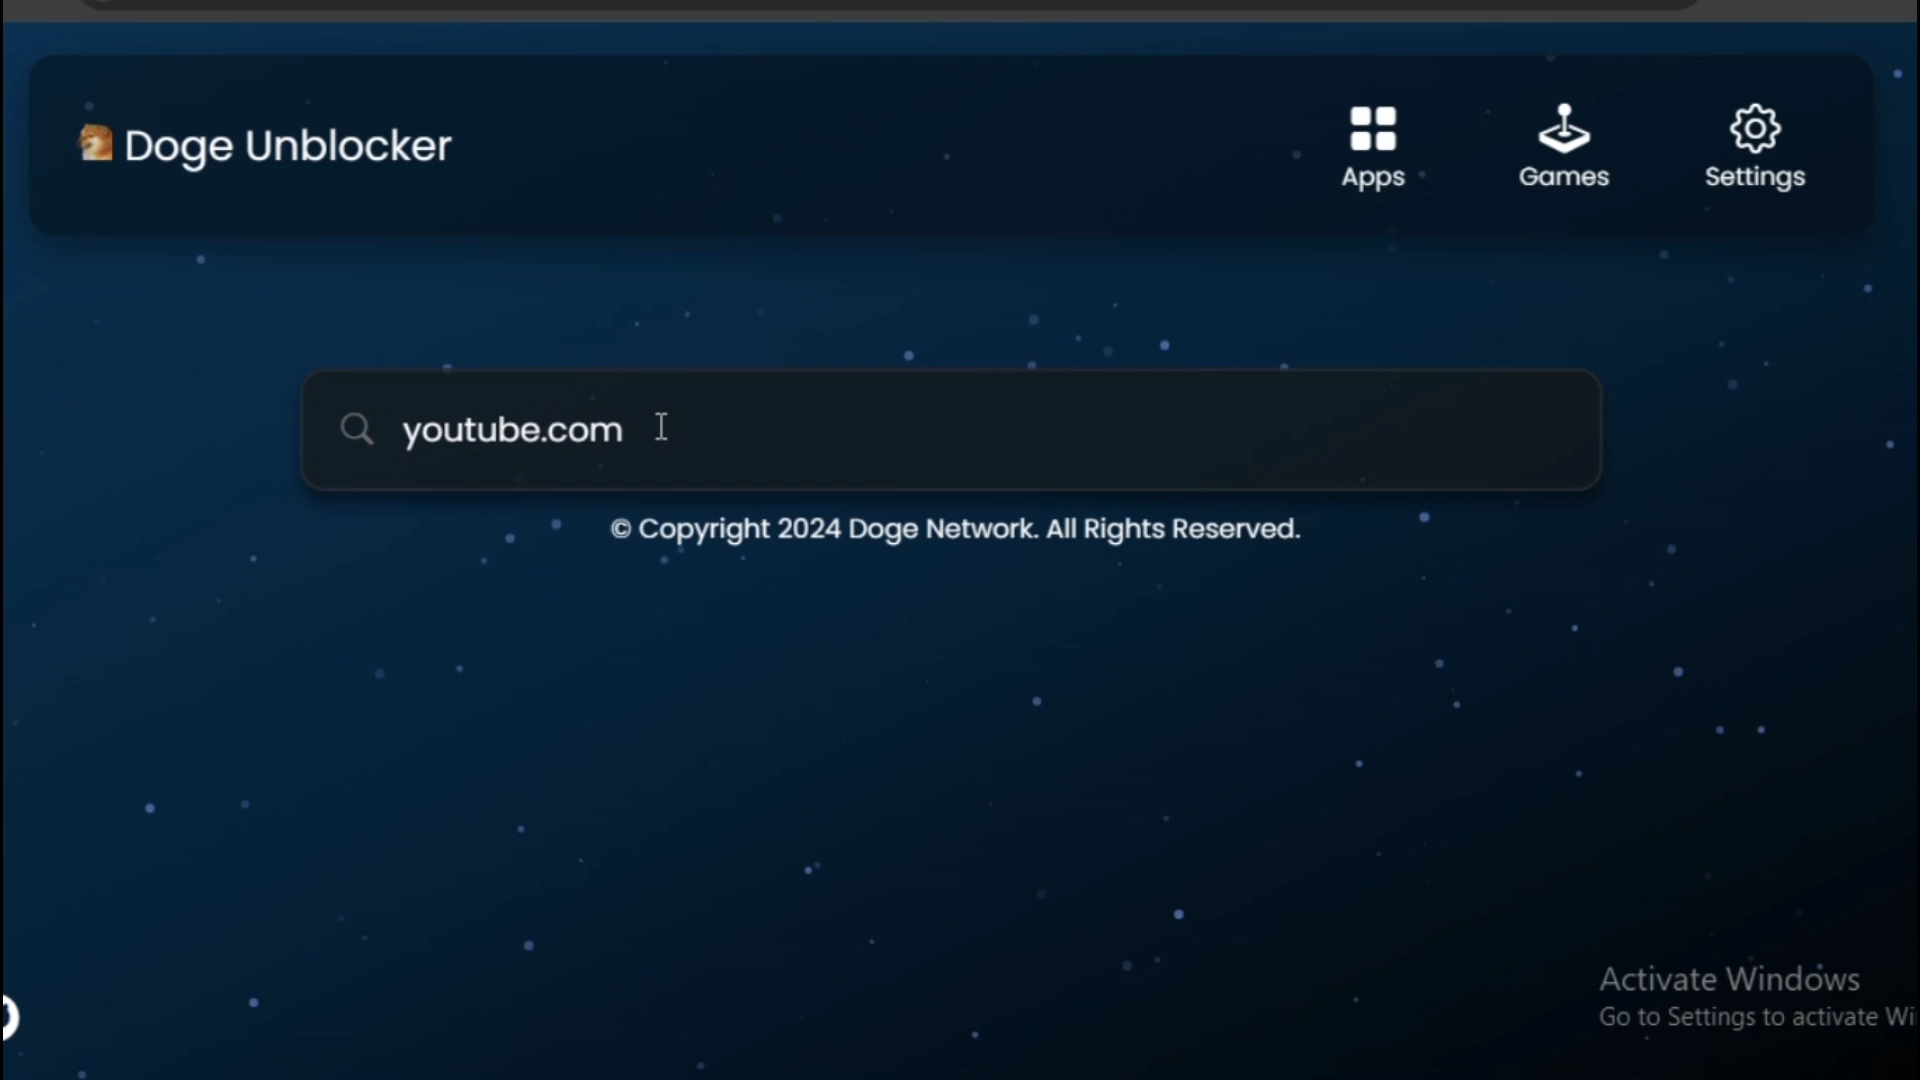 Doge Unblocker
Apps
Games
Settings
youtube.com
© Copyright 2024 Doge Network. All Rights Reserved.
Activate Windows
Go to Settings to activate Wi